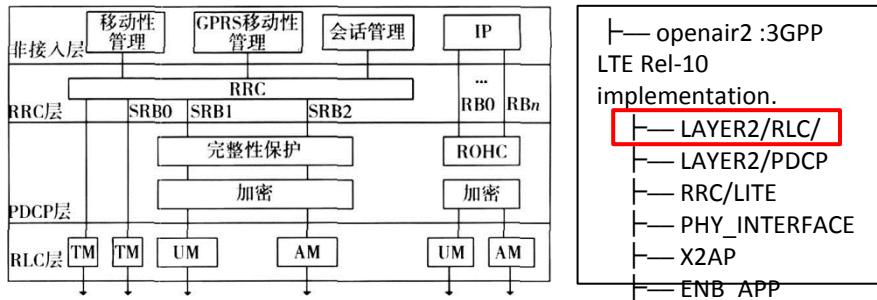 移动性管理
GPRS移动性管理
会话管理
IP
非接入层
RRC
...
RRC层
SRB0
SRB1
SRB2
RB0
RBn
完整性保护
ROHC
加密
加密
PDCP层
RLC层
TM
TM
UM
AM
UM
AM
├── openair2 :3GPP
LTE Rel-10
implementation.
├── LAYER2/RLC/
├── LAYER2/PDCP
├── RRC/LITE
├── PHY_INTERFACE
├── X2AP
├── ENB_APP